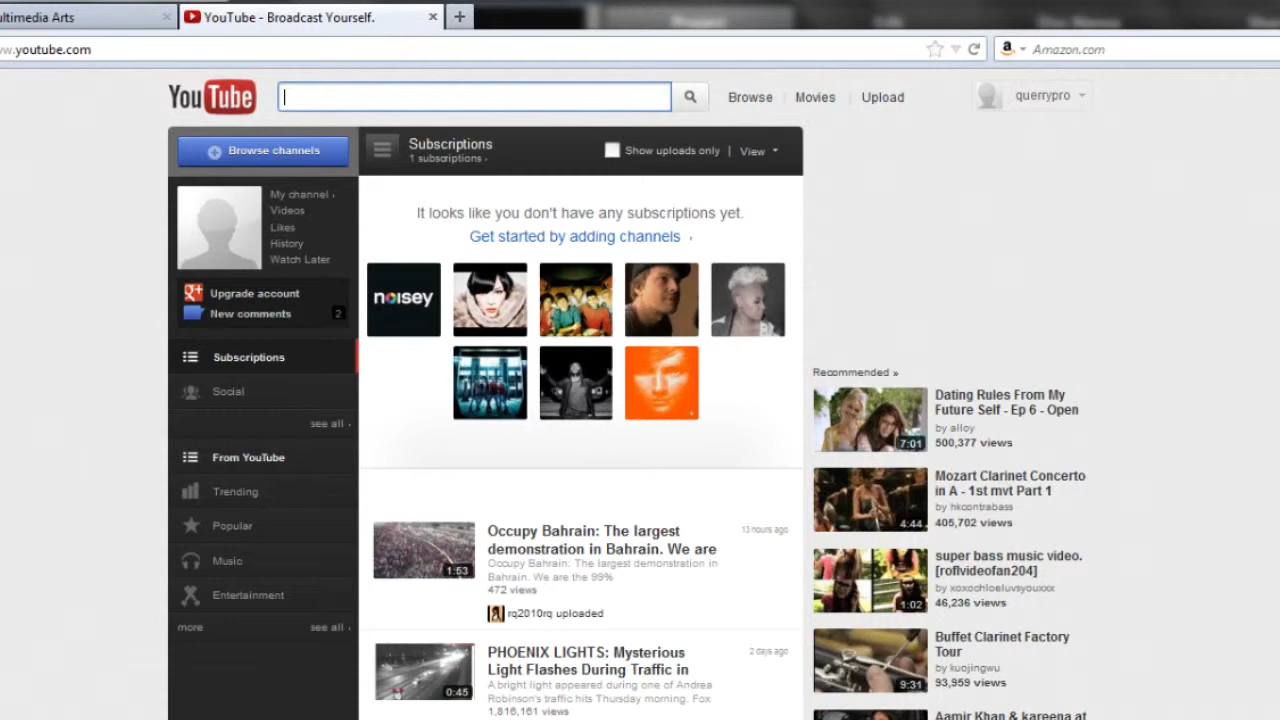 ultimedia Arts
YouTube - Broadcast Yourself.
w.youtube.com
Amazon.com
YouTube
Browse
Movies
Upload
querrypro
Browse channels
My channel ›
Videos
Likes
History
Watch Later
Upgrade account
New comments
2
Subscriptions
Social
see all ›
From YouTube
Trending
Popular
Music
Entertainment
more
see all ›
Subscriptions
1 subscriptions ›
Show uploads only
View
It looks like you don't have any subscriptions yet.
Get started by adding channels ›
noisey
1:53
Occupy Bahrain: The largest
demonstration in Bahrain. We are
13 hours ago
Occupy Bahrain: The largest demonstration in
Bahrain. We are the 99%
472 views
rq2010rq uploaded
0:45
PHOENIX LIGHTS: Mysterious
Light Flashes During Traffic in
2 days ago
A bright light appeared during one of Andrea
Robinson's traffic hits Thursday morning. Fox
1,816,161 views
Recommended »
7:01
Dating Rules From My
Future Self - Ep 6 - Open
by alloy
500,377 views
4:44
Mozart Clarinet Concerto
in A - 1st mvt Part 1
by hkcontrabass
405,702 views
1:02
super bass music video.
[roflvideofan204]
by xoxochloeluvsyouxxx
46,236 views
9:31
Buffet Clarinet Factory
Tour
by kuojingwu
93,959 views
Aamir Khan & kareena at